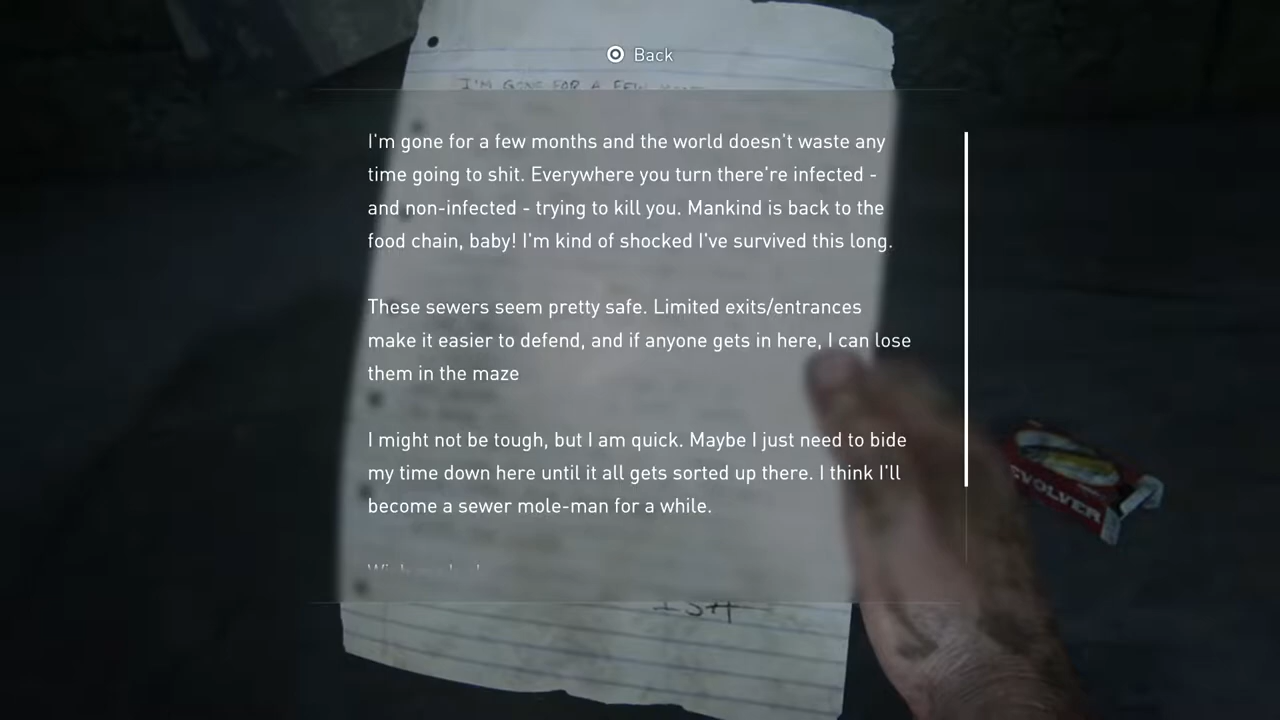 Back
I'M GONE FOR A FEW
I'm gone for a few months and the world doesn't waste any
time going to shit. Everywhere you turn there're infected -
and non-infected - trying to kill you. Mankind is back to the
food chain, baby! I'm kind of shocked I've survived this long.
These sewers seem pretty safe. Limited exits/entrances
make it easier to defend, and if anyone gets in here, I can lose
them in the maze
I might not be tough, but I am quick. Maybe I just need to bide
my time down here until it all gets sorted up there. I think I'll
become a sewer mole-man for a while.
ISH
EVOLVER